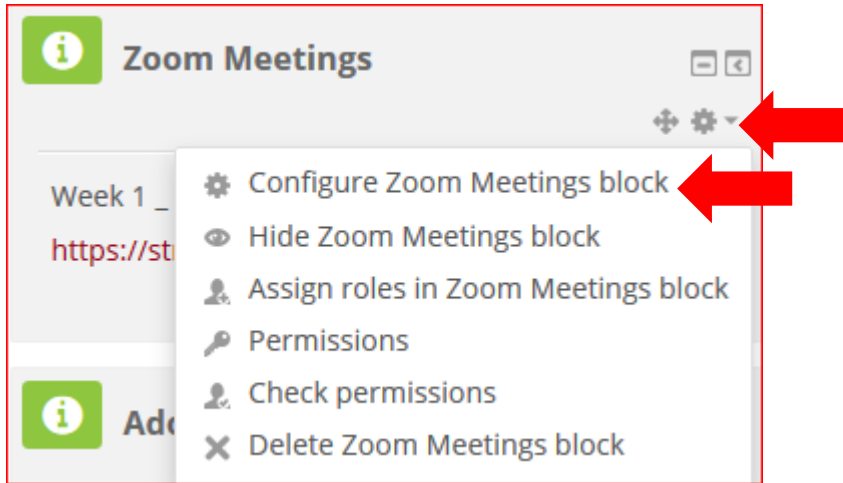 Zoom Meetings
Configure Zoom Meetings block
Week 1 _
Hide Zoom Meetings block
https://st
Assign roles in Zoom Meetings block
Permissions
Check permissions
Delete Zoom Meetings block